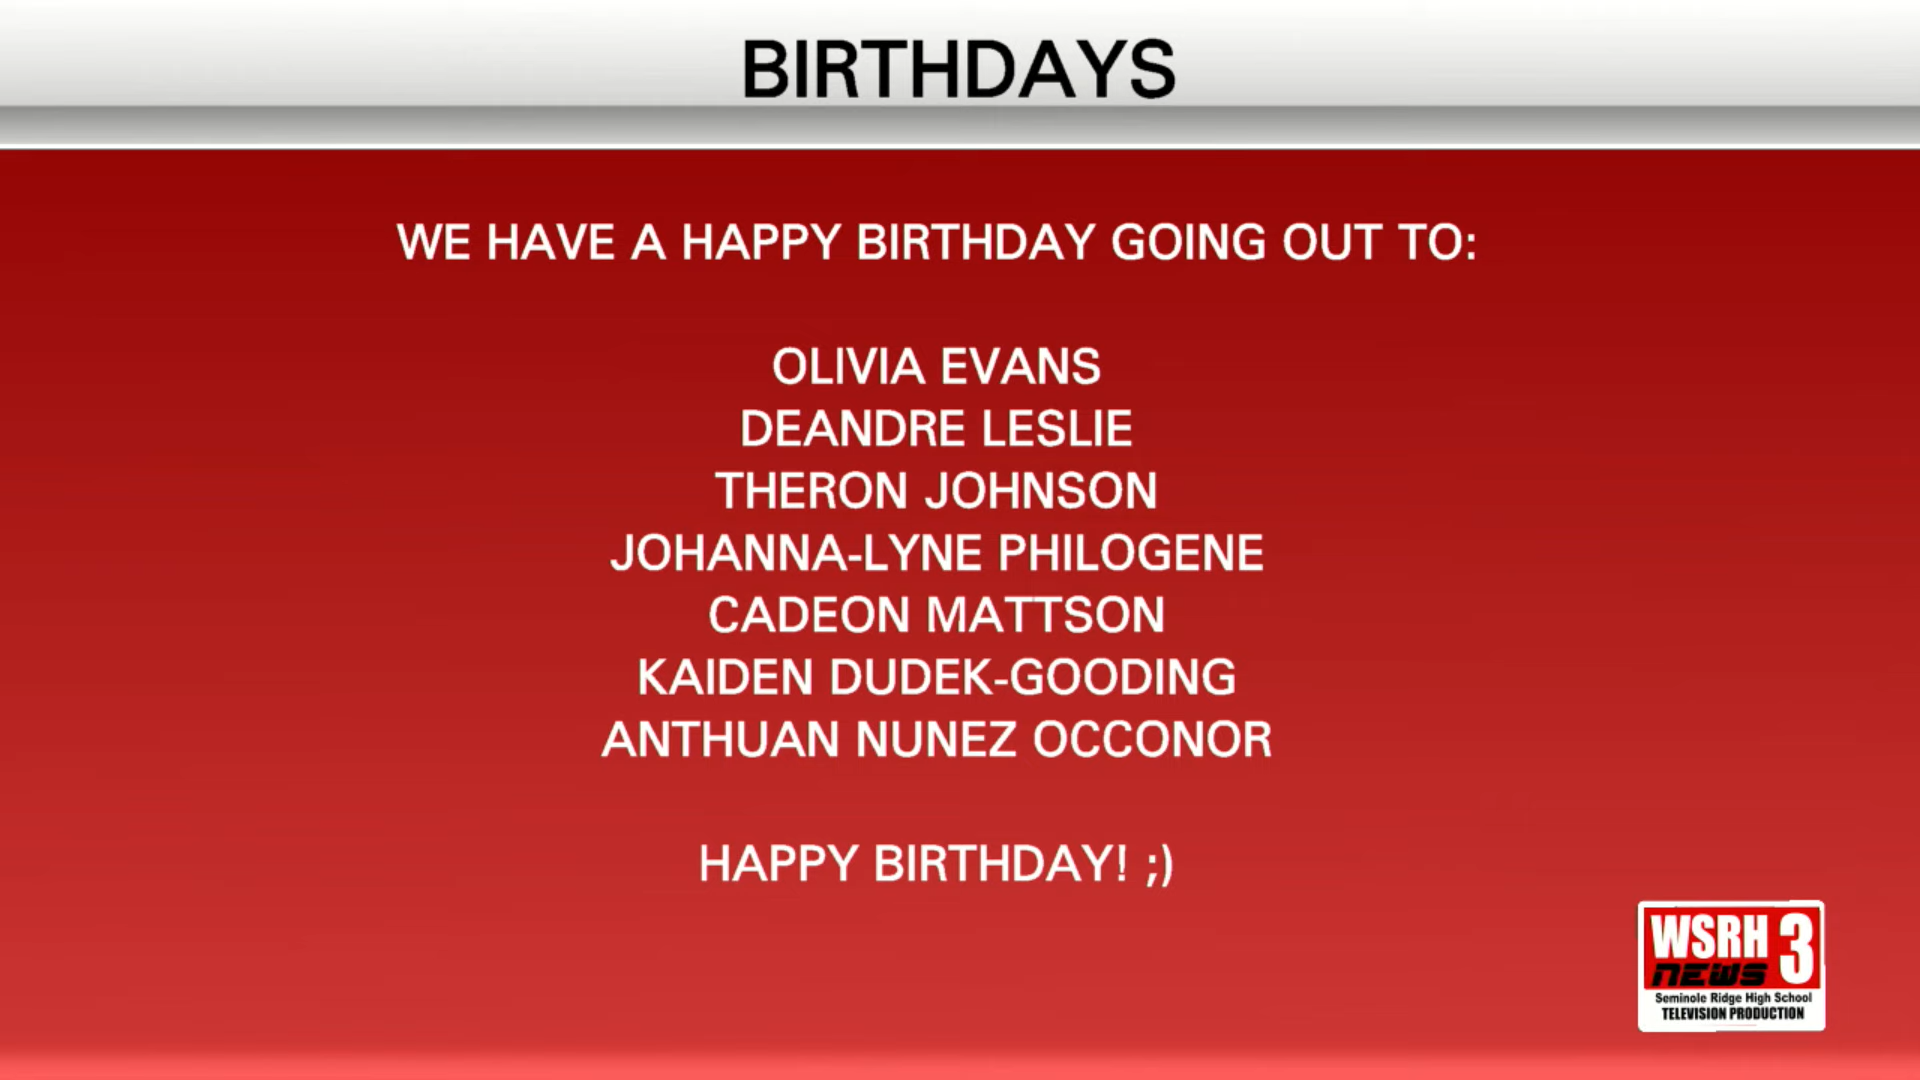 BIRTHDAYS
WE HAVE A HAPPY BIRTHDAY GOING OUT TO:
OLIVIA EVANS
DEANDRE LESLIE
THERON JOHNSON
JOHANNA-LYNE PHILOGENE
CADEON MATTSON
KAIDEN DUDEK-GOODING
ANTHUAN NUNEZ OCCONOR
HAPPY BIRTHDAY! ;)
WSRH 3
NEWS
Seminole Ridge High School
TELEVISION PRODUCTION